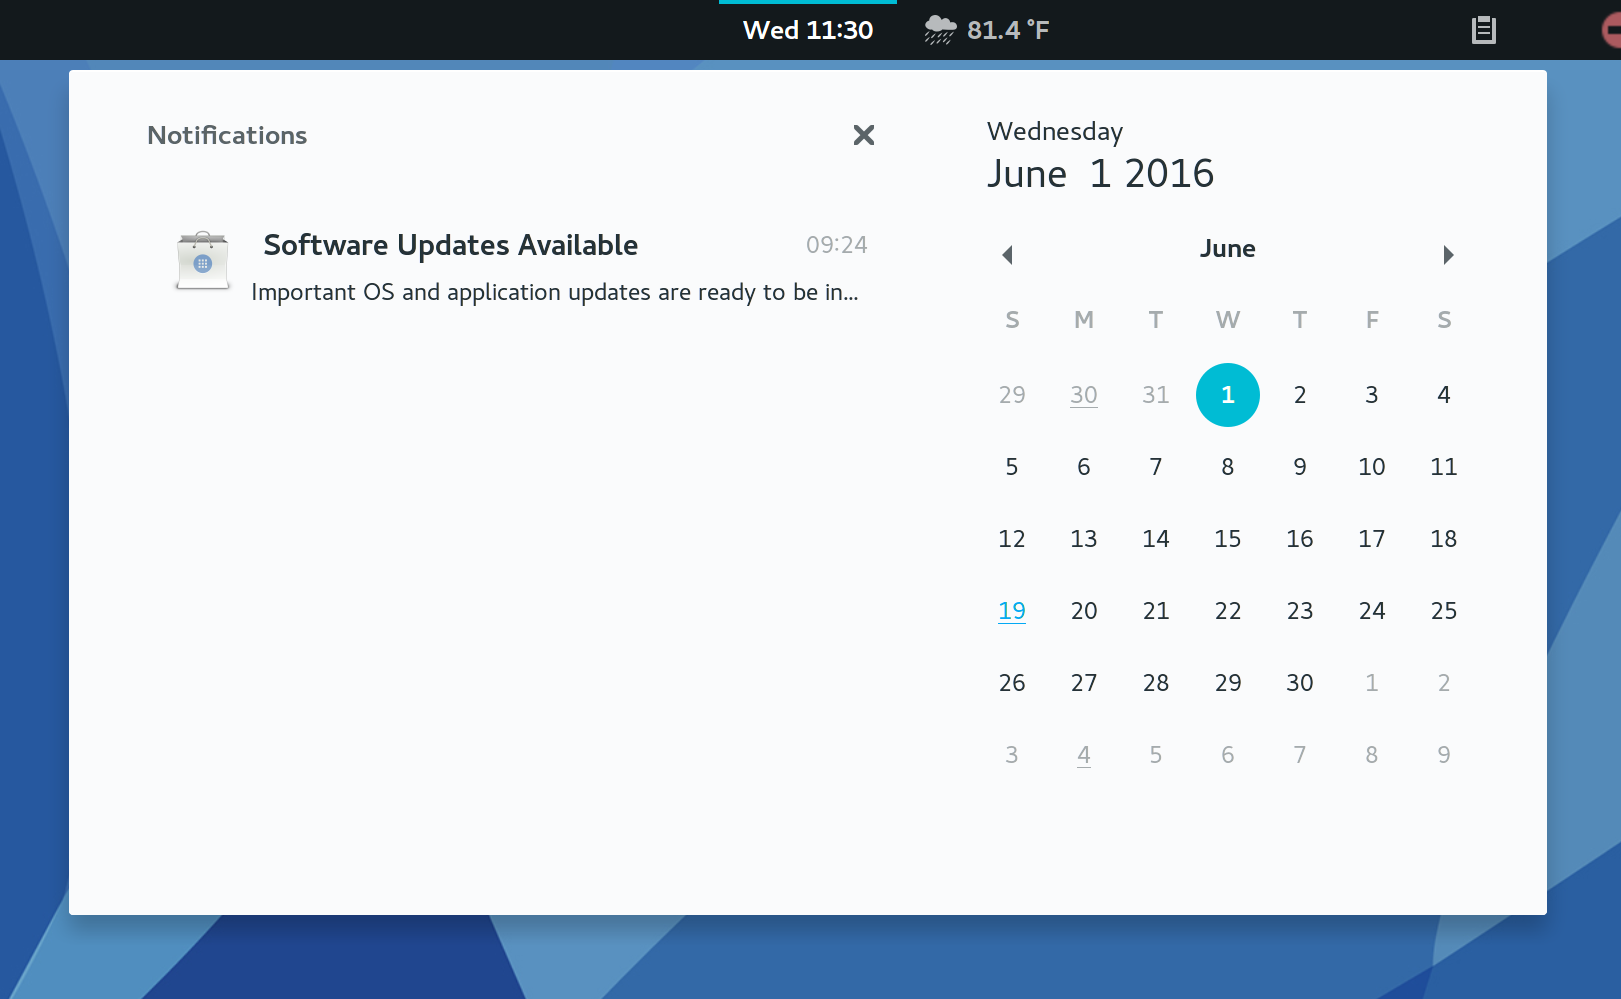 Wed 11:30 81.4 °F
Notifications
Software Updates Available 09:24
Important OS and application updates are ready to be in...
Wednesday
June 1 2016
June
S M T W T F S
29 30 31 1 2 3 4
5 6 7 8 9 10 11
12 13 14 15 16 17 18
19 20 21 22 23 24 25
26 27 28 29 30 1 2
3 4 5 6 7 8 9